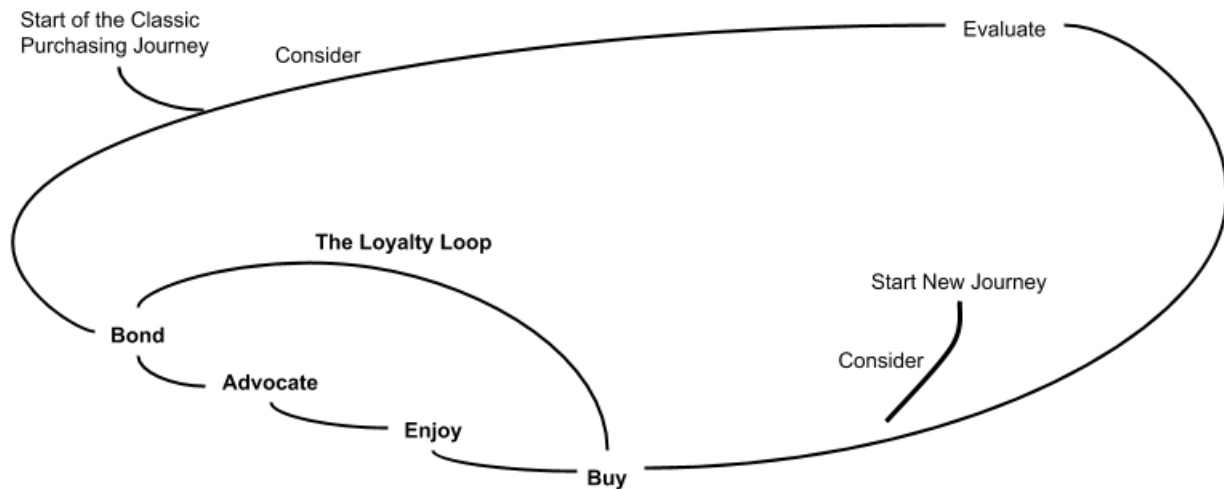 Start of the Classic
Purchasing Journey
Consider
Evaluate
The Loyalty Loop
Start New Journey
Bond
Consider
Advocate
Enjoy
Buy